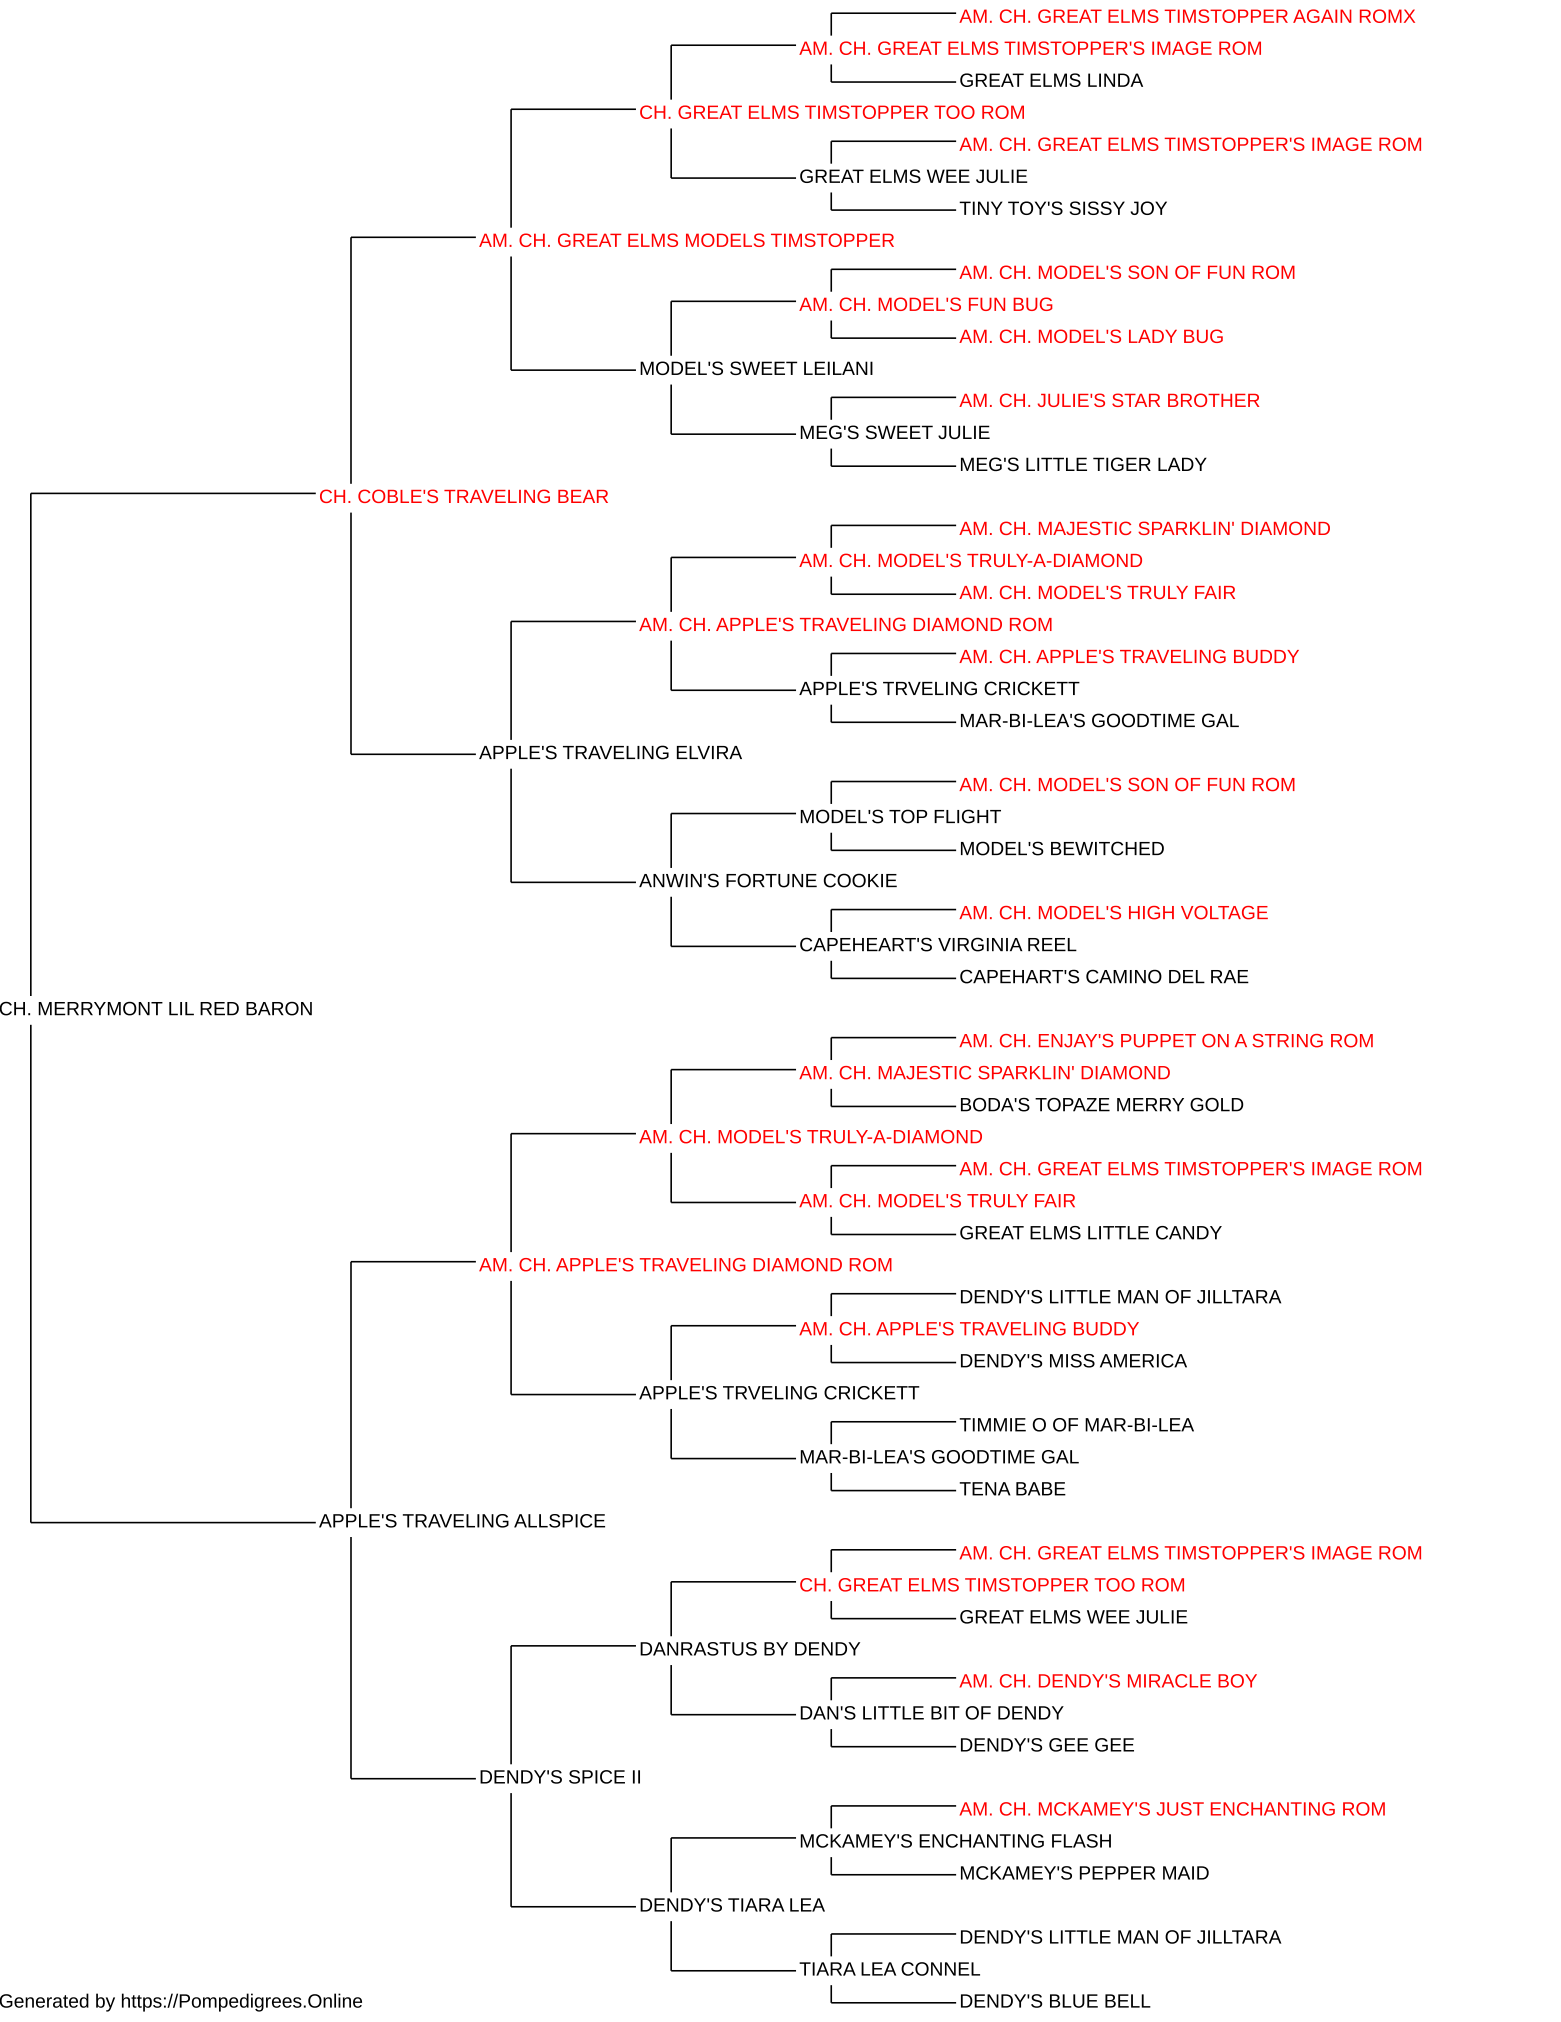 AM. CH. GREAT ELMS TIMSTOPPER AGAIN ROMX
AM. CH. GREAT ELMS TIMSTOPPER'S IMAGE ROM
GREAT ELMS LINDA
CH. GREAT ELMS TIMSTOPPER TOO ROM
AM. CH. GREAT ELMS TIMSTOPPER'S IMAGE ROM
GREAT ELMS WEE JULIE
TINY TOY'S SISSY JOY
AM. CH. GREAT ELMS MODELS TIMSTOPPER
AM. CH. MODEL'S SON OF FUN ROM
AM. CH. MODEL'S FUN BUG
AM. CH. MODEL'S LADY BUG
MODEL'S SWEET LEILANI
AM. CH. JULIE'S STAR BROTHER
MEG'S SWEET JULIE
MEG'S LITTLE TIGER LADY
CH. COBLE'S TRAVELING BEAR
AM. CH. MAJESTIC SPARKLIN' DIAMOND
AM. CH. MODEL'S TRULY-A-DIAMOND
AM. CH. MODEL'S TRULY FAIR
AM. CH. APPLE'S TRAVELING DIAMOND ROM
AM. CH. APPLE'S TRAVELING BUDDY
APPLE'S TRVELING CRICKETT
MAR-BI-LEA'S GOODTIME GAL
APPLE'S TRAVELING ELVIRA
AM. CH. MODEL'S SON OF FUN ROM
MODEL'S TOP FLIGHT
MODEL'S BEWITCHED
ANWIN'S FORTUNE COOKIE
AM. CH. MODEL'S HIGH VOLTAGE
CAPEHEART'S VIRGINIA REEL
CAPEHART'S CAMINO DEL RAE
CH. MERRYMONT LIL RED BARON
AM. CH. ENJAY'S PUPPET ON A STRING ROM
AM. CH. MAJESTIC SPARKLIN' DIAMOND
BODA'S TOPAZE MERRY GOLD
AM. CH. MODEL'S TRULY-A-DIAMOND
AM. CH. GREAT ELMS TIMSTOPPER'S IMAGE ROM
AM. CH. MODEL'S TRULY FAIR
GREAT ELMS LITTLE CANDY
AM. CH. APPLE'S TRAVELING DIAMOND ROM
DENDY'S LITTLE MAN OF JILLTARA
AM. CH. APPLE'S TRAVELING BUDDY
DENDY'S MISS AMERICA
APPLE'S TRVELING CRICKETT
TIMMIE O OF MAR-BI-LEA
MAR-BI-LEA'S GOODTIME GAL
TENA BABE
APPLE'S TRAVELING ALLSPICE
AM. CH. GREAT ELMS TIMSTOPPER'S IMAGE ROM
CH. GREAT ELMS TIMSTOPPER TOO ROM
GREAT ELMS WEE JULIE
DANRASTUS BY DENDY
AM. CH. DENDY'S MIRACLE BOY
DAN'S LITTLE BIT OF DENDY
DENDY'S GEE GEE
DENDY'S SPICE II
AM. CH. MCKAMEY'S JUST ENCHANTING ROM
MCKAMEY'S ENCHANTING FLASH
MCKAMEY'S PEPPER MAID
DENDY'S TIARA LEA
DENDY'S LITTLE MAN OF JILLTARA
TIARA LEA CONNEL
DENDY'S BLUE BELL
Generated by https://Pompedigrees.Online